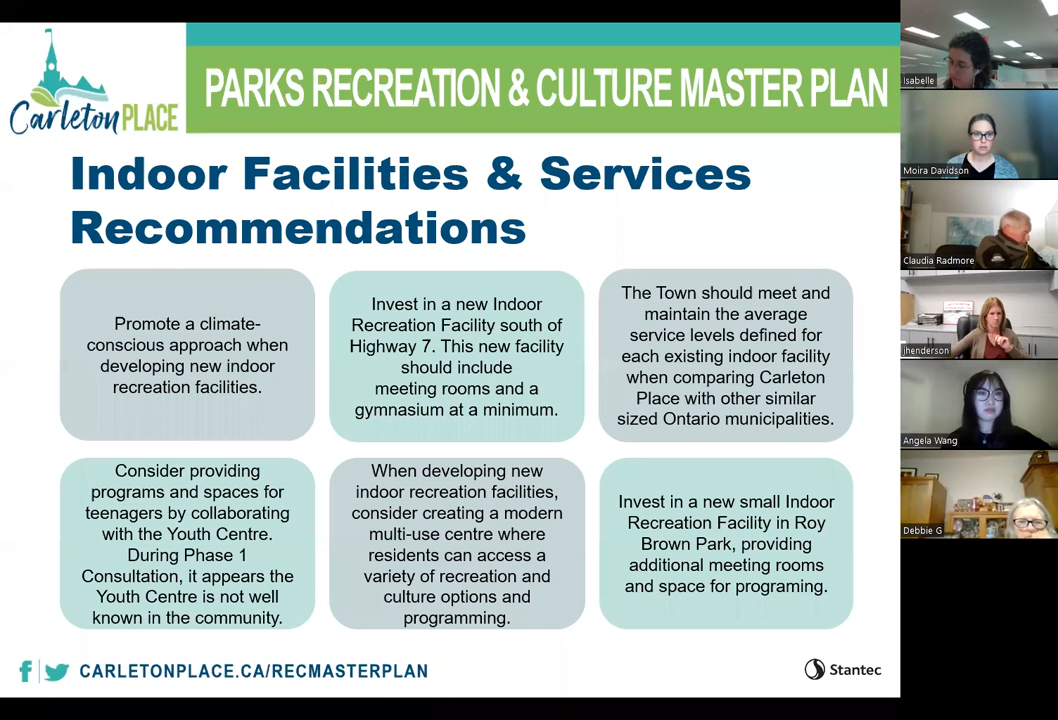 Carleton PLACE
PARKS RECREATION & CULTURE MASTER PLAN
Indoor Facilities & Services
Recommendations
Promote a climate-
conscious approach when
developing new indoor
recreation facilities.
Invest in a new Indoor
Recreation Facility south of
Highway 7. This new facility
should include
meeting rooms and a
gymnasium at a minimum.
The Town should meet and
maintain the average
service levels defined for
each existing indoor facility
when comparing Carleton
Place with other similar
sized Ontario municipalities.
Consider providing
programs and spaces for
teenagers by collaborating
with the Youth Centre.
During Phase 1
Consultation, it appears the
Youth Centre is not well
known in the community.
When developing new
indoor recreation facilities,
consider creating a modern
multi-use centre where
residents can access a
variety of recreation and
culture options and
programming.
Invest in a new small Indoor
Recreation Facility in Roy
Brown Park, providing
additional meeting rooms
and space for programing.
CARLETONPLACE.CA/RECMASTERPLAN
Stantec
Isabelle
Moira Davidson
Claudia Radmore
jhenderson
Angela Wang
Debbie G